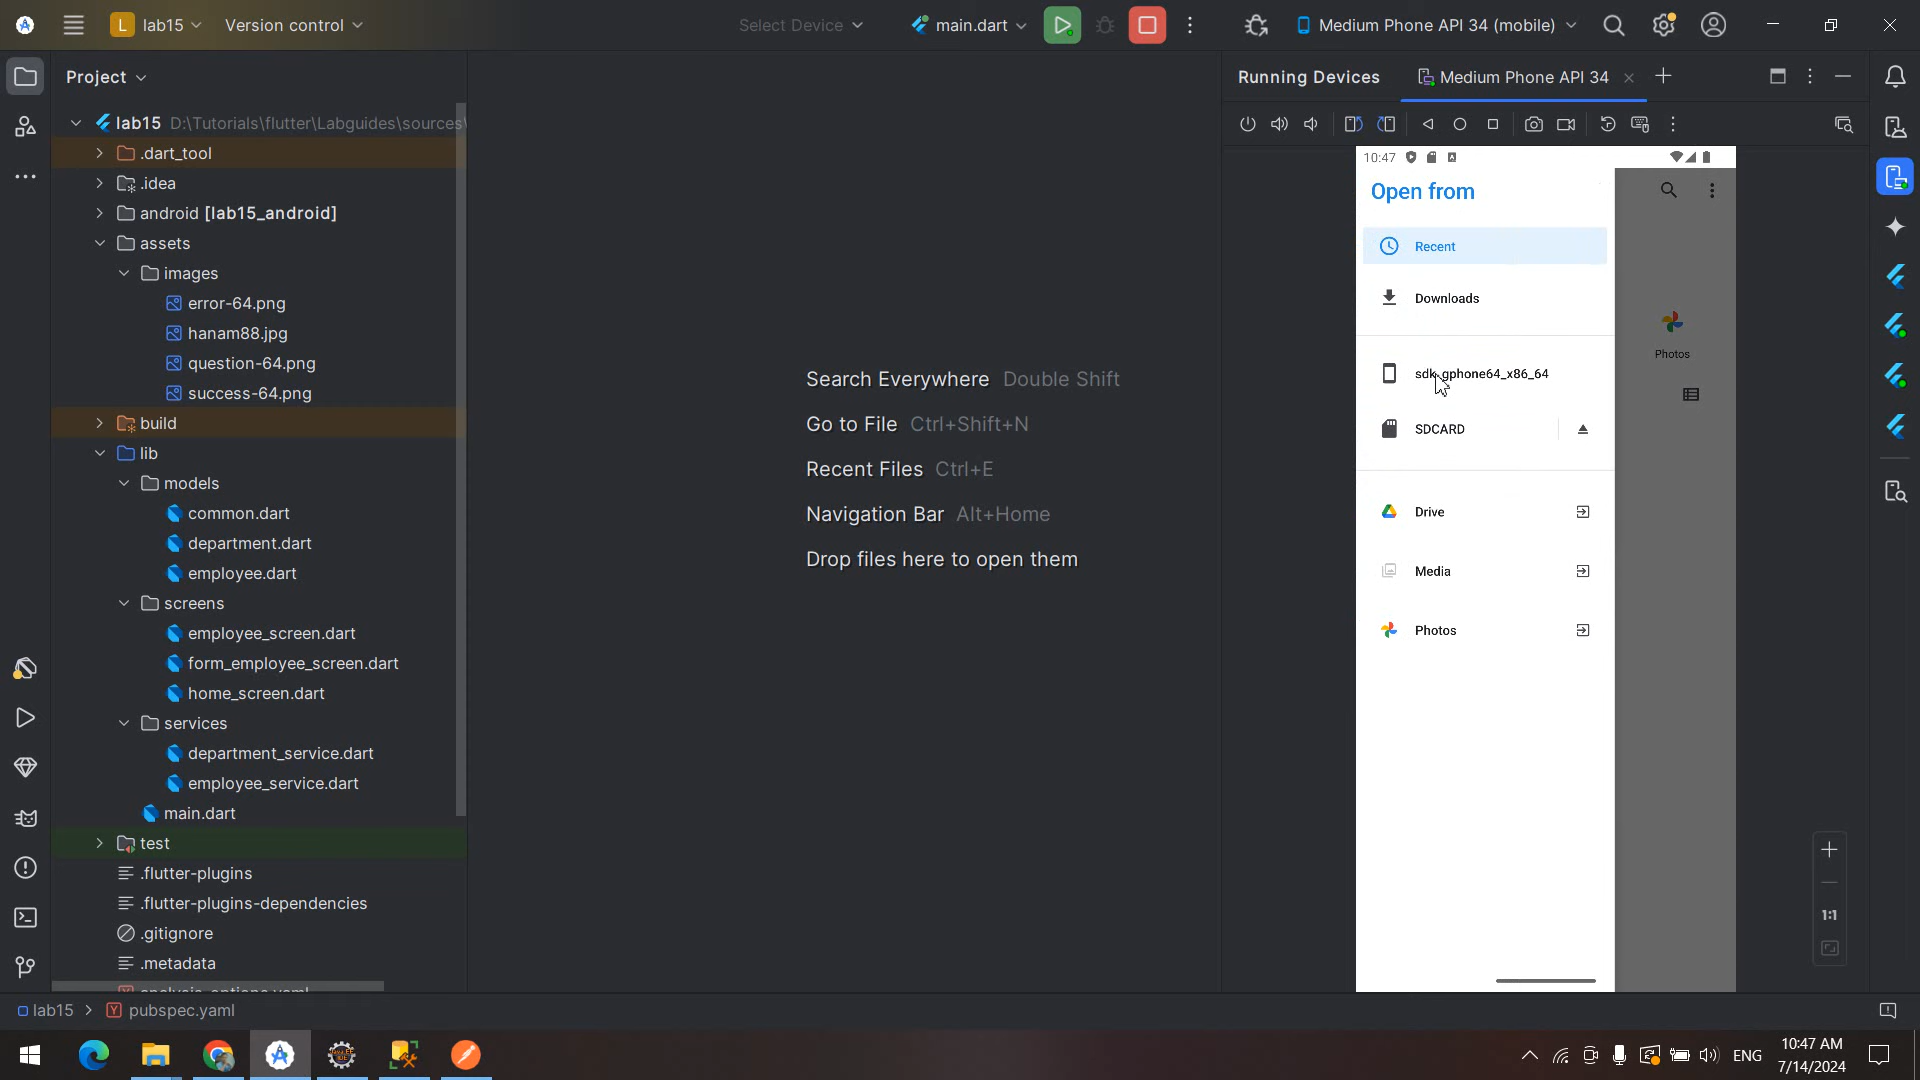 L lab15
Version control
Select Device
main.dart
Medium Phone API 34 (mobile)
Project
Running Devices
Medium Phone API 34
lab15 D:\Tutorials\flutter\Labguides\sources\
.dart_tool
.idea
android [lab15_android]
assets
images
error-64.png
hanam88.jpg
question-64.png
success-64.png
build
lib
models
common.dart
department.dart
employee.dart
screens
employee_screen.dart
form_employee_screen.dart
home_screen.dart
services
department_service.dart
employee_service.dart
main.dart
test
.flutter-plugins
.flutter-plugins-dependencies
.gitignore
.metadata
analysis_options.yaml
Search Everywhere Double Shift
Go to File Ctrl+Shift+N
Recent Files Ctrl+E
Navigation Bar Alt+Home
Drop files here to open them
10:47
Open from
Recent
Downloads
sdk_gphone64_x86_64
SDCARD
Drive
Media
Photos
Photos
1:1
lab15 > pubspec.yaml
ENG
10:47 AM
7/14/2024